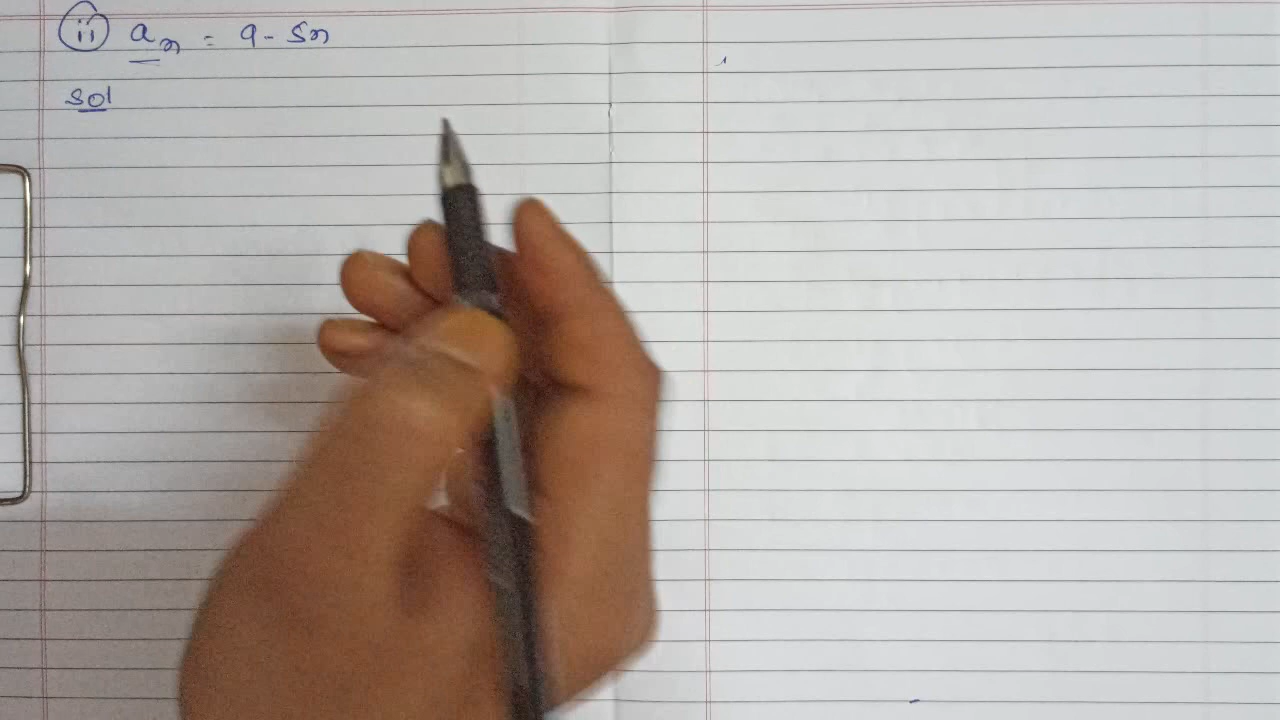 ii) an = 9 - 5n
Sol